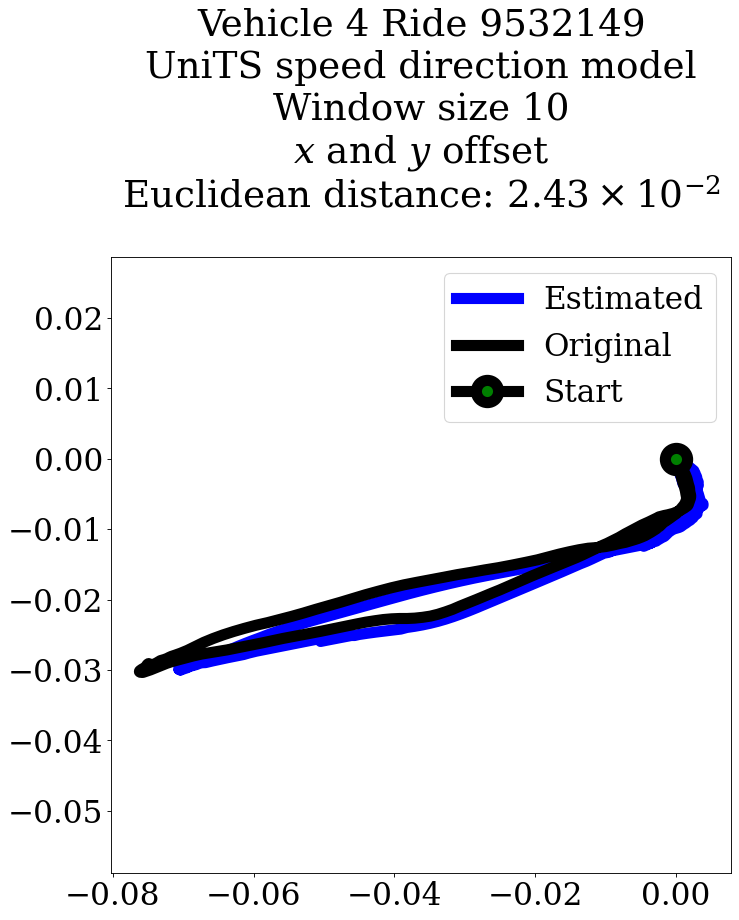 Vehicle 4 Ride 9532149
UniTS speed direction model
Window size 10
x and y offset
Euclidean distance: 2.43 × 10⁻²
Estimated
Original
Start
0.02
0.01
0.00
−0.01
−0.02
−0.03
−0.04
−0.05
−0.08 −0.06 −0.04 −0.02 0.00